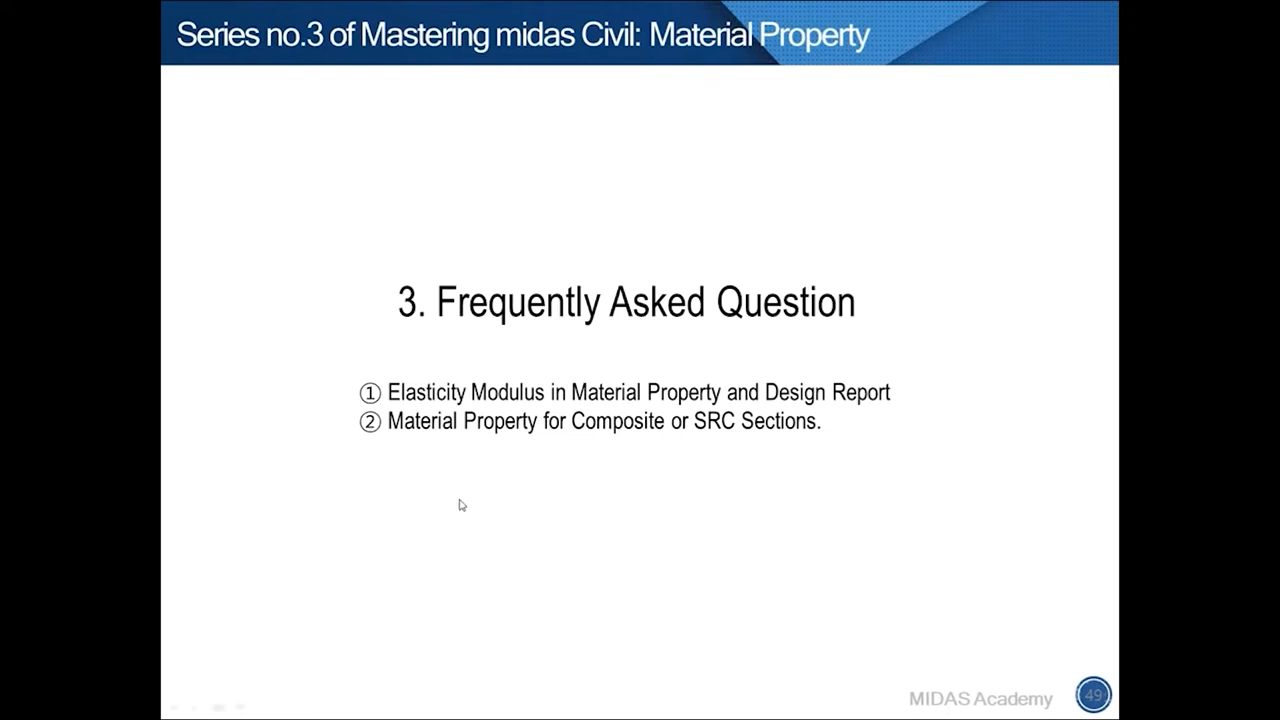 Series no.3 of Mastering midas Civil: Material Property
3. Frequently Asked Question
① Elasticity Modulus in Material Property and Design Report
② Material Property for Composite or SRC Sections.
MIDAS Academy
49